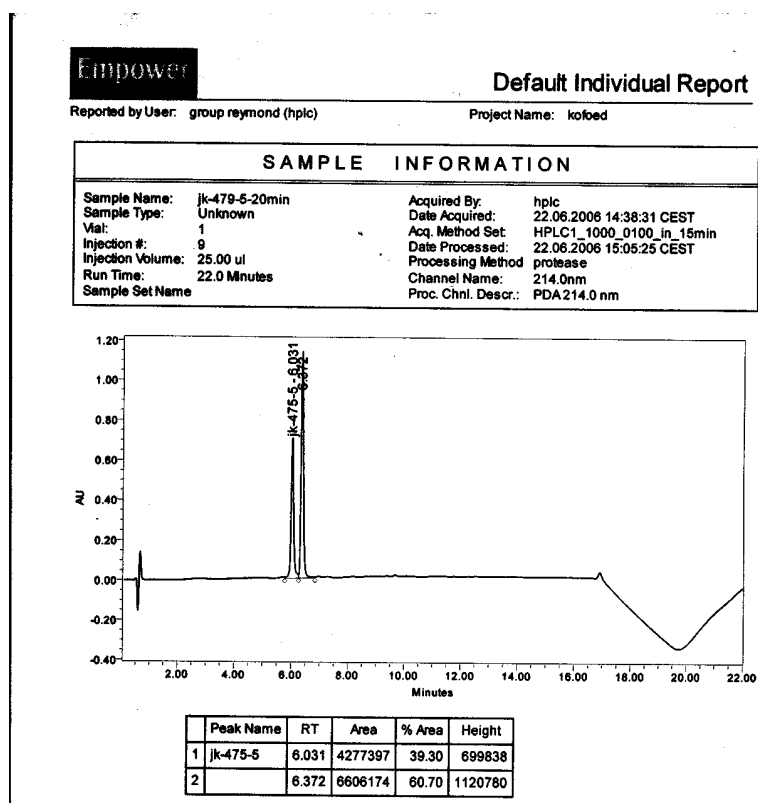 Empower
Default Individual Report
Reported by User: group reymond (hplc) Project Name: kofoed
SAMPLE INFORMATION
Sample Name: jk-479-5-20min
Sample Type: Unknown
Vial: 1
Injection #: 9
Injection Volume: 25.00 ul
Run Time: 22.0 Minutes
Sample Set Name
Acquired By: hplc
Date Acquired: 22.06.2006 14:38:31 CEST
Acq. Method Set: HPLC1_1000_0100_in_15min
Date Processed: 22.06.2006 15:05:25 CEST
Processing Method protease
Channel Name: 214.0nm
Proc. Chnl. Descr.: PDA 214.0 nm
jk-475-5 - 6.031
6.372
1.20
1.00
0.80
0.60
0.40
0.20
0.00
-0.20
-0.40
AU
2.00 4.00 6.00 8.00 10.00 12.00 14.00 16.00 18.00 20.00 22.00
Minutes
Peak Name RT Area % Area Height
1 jk-475-5 6.031 4277397 39.30 699838
2 6.372 6606174 60.70 1120780